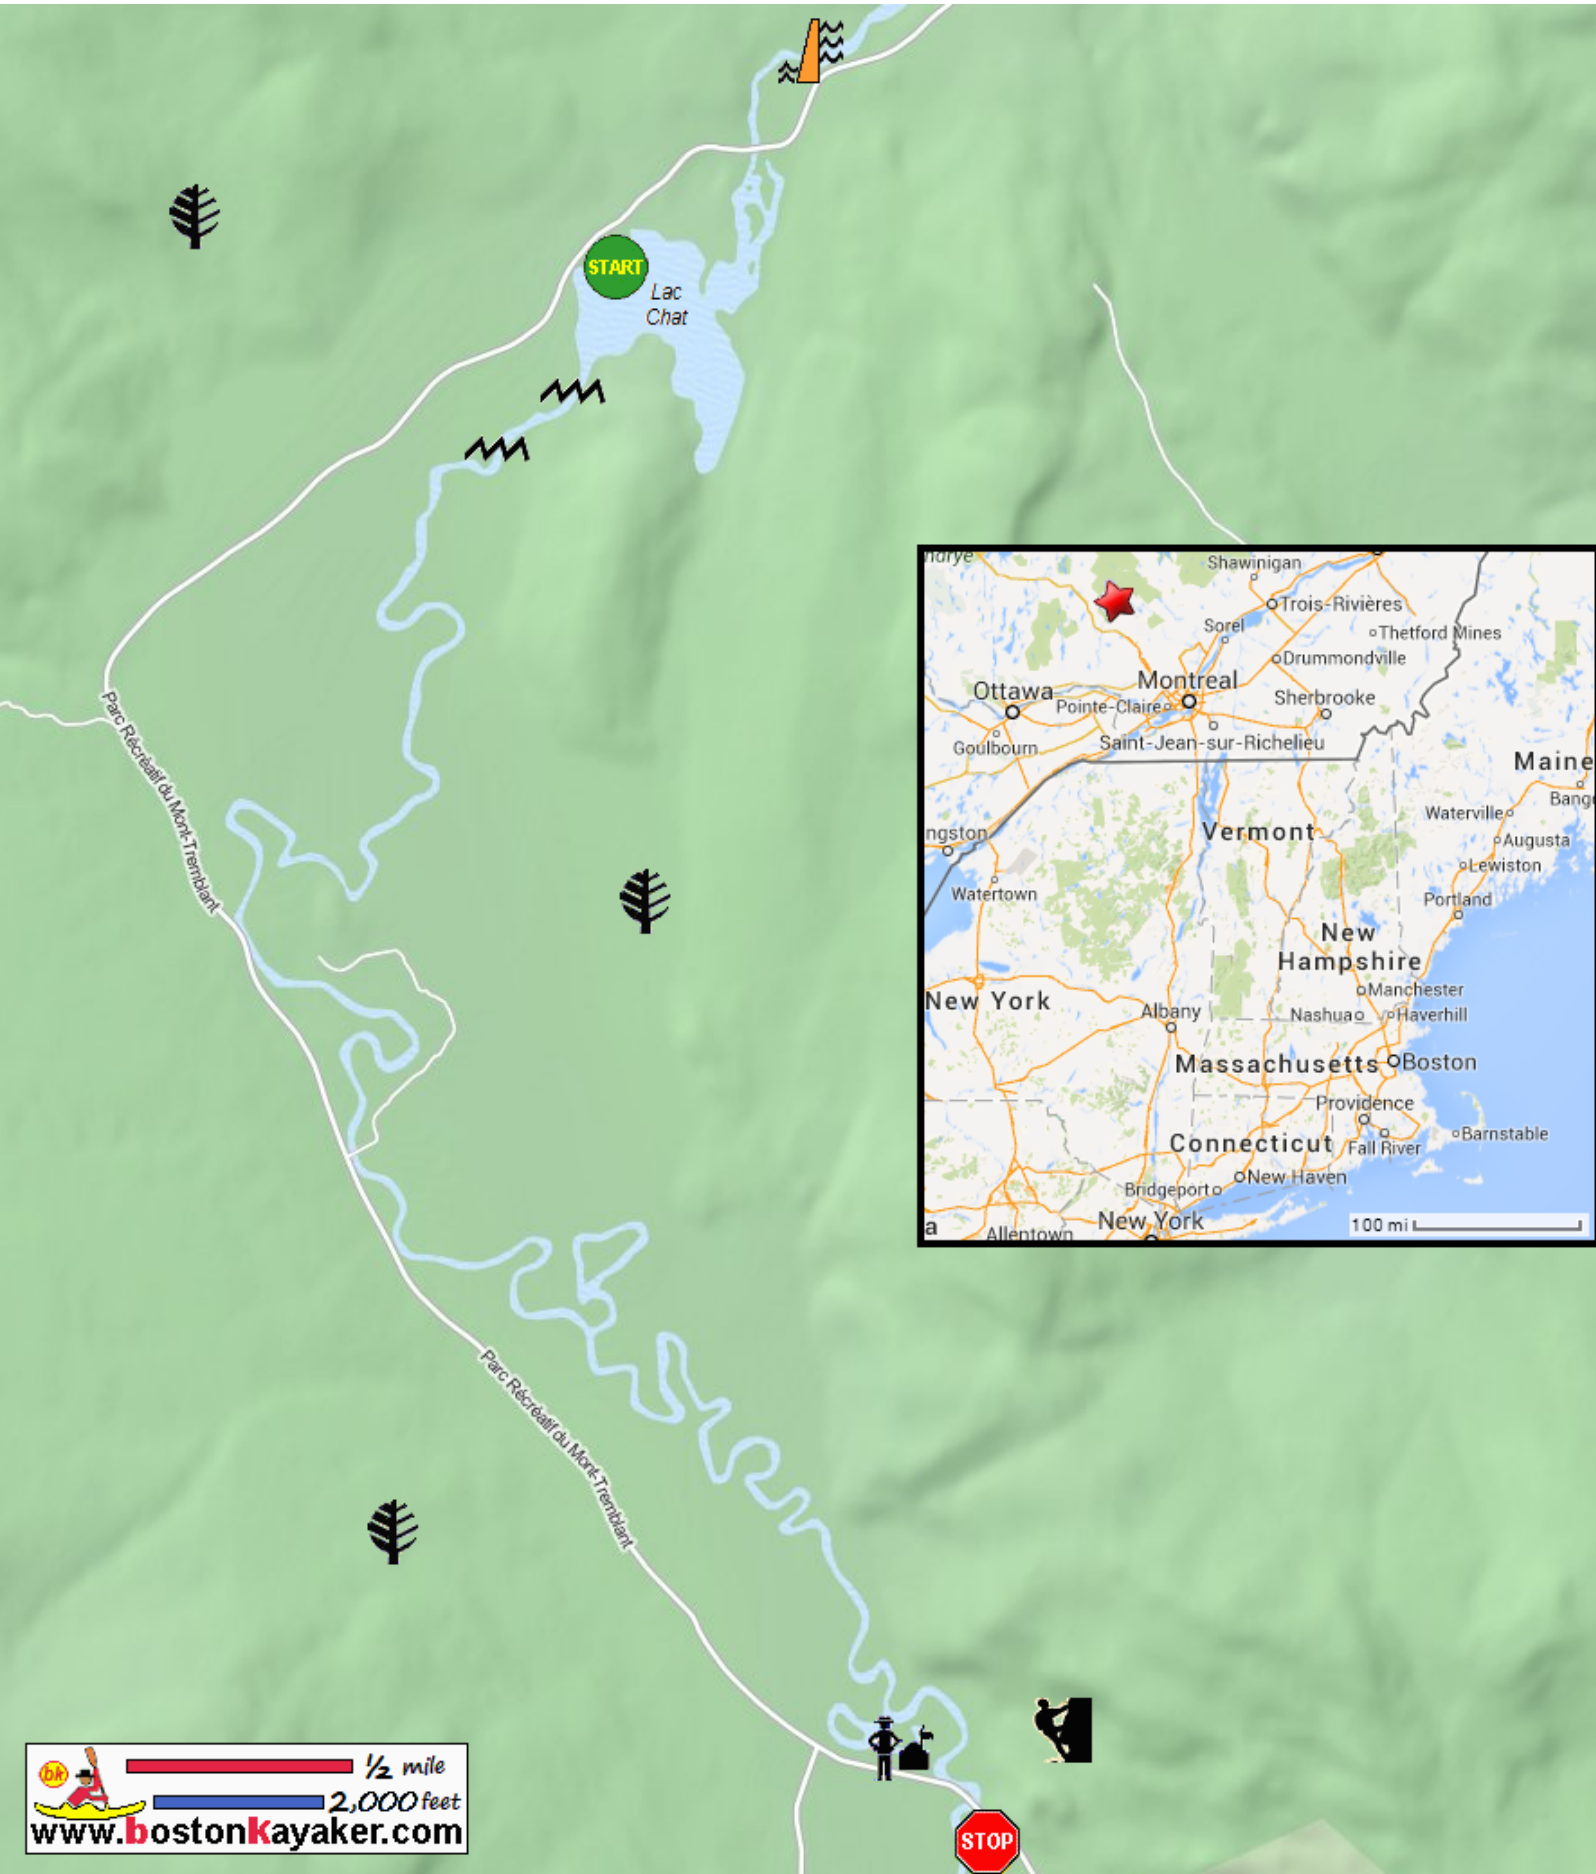 START
Lac
Chat
Parc Récréatif du Mont-Tremblant
Parc Récréatif du Mont-Tremblant
STOP
ndrye
Shawinigan
Trois-Rivières
Sorel
Thetford Mines
Drummondville
Montreal
Ottawa
Pointe-Claire
Sherbrooke
Goulbourn
Saint-Jean-sur-Richelieu
Maine
Bang
ngston
Vermont
Waterville
Augusta
Lewiston
Watertown
Portland
New
Hampshire
New York
Manchester
Albany
Nashua
Haverhill
Massachusetts
Boston
Providence
Connecticut
Fall River
Barnstable
New Haven
Bridgeport
New York
a
Allentown
100 mi
bk
½ mile
2,000 feet
www.bostonkayaker.com